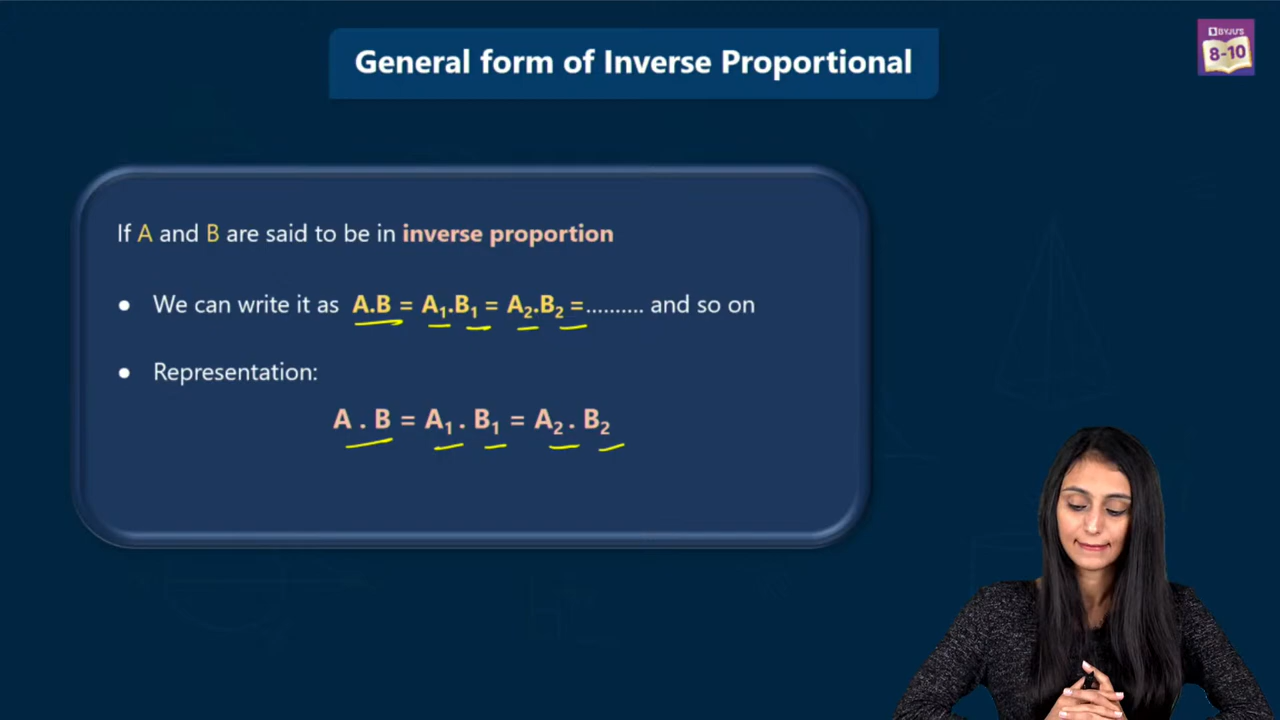 General form of Inverse Proportional
BYJU'S
8-10
If A and B are said to be in inverse proportion
● We can write it as A.B = A₁.B₁ = A₂.B₂ =.......... and so on
● Representation:
A . B = A₁ . B₁ = A₂ . B₂